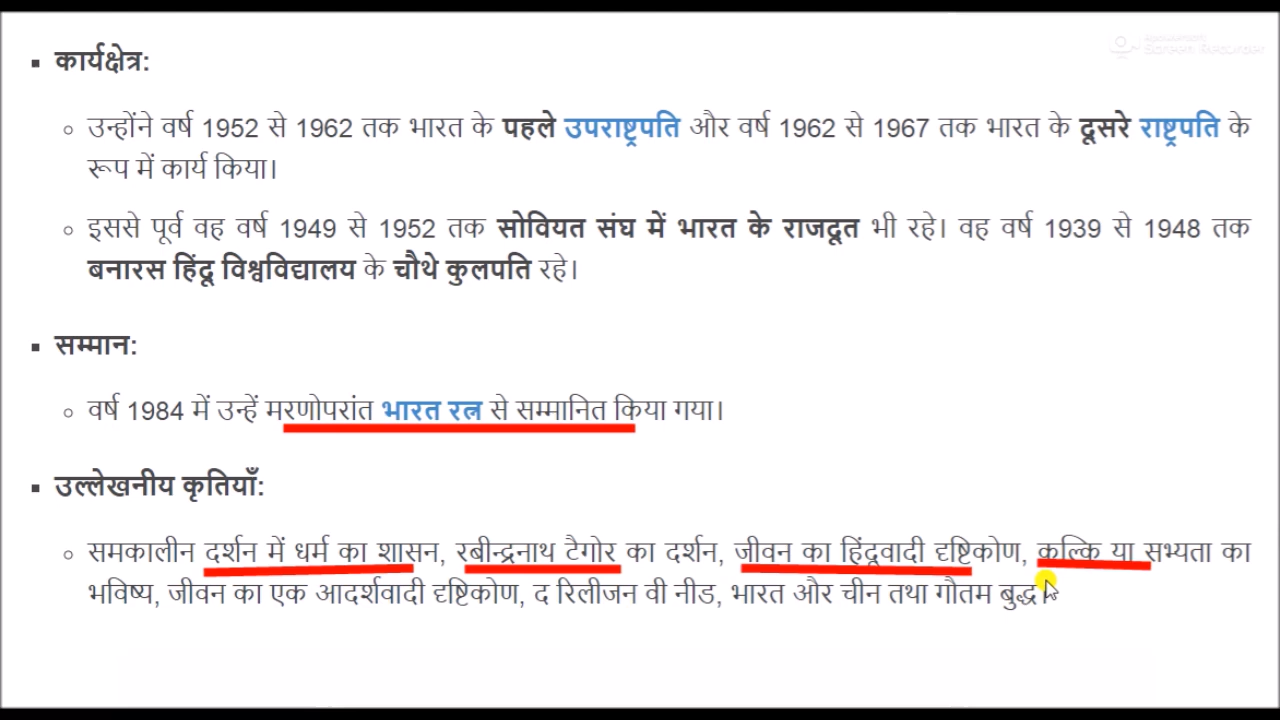 कार्यक्षेत्र:
उन्होंने वर्ष 1952 से 1962 तक भारत के पहले उपराष्ट्रपति और वर्ष 1962 से 1967 तक भारत के दूसरे राष्ट्रपति के
रूप में कार्य किया।
इससे पूर्व वह वर्ष 1949 से 1952 तक सोवियत संघ में भारत के राजदूत भी रहे। वह वर्ष 1939 से 1948 तक
बनारस हिंदू विश्वविद्यालय के चौथे कुलपति रहे।
सम्मान:
वर्ष 1984 में उन्हें मरणोपरांत भारत रत्न से सम्मानित किया गया।
उल्लेखनीय कृतियाँ:
समकालीन दर्शन में धर्म का शासन, रबीन्द्रनाथ टैगोर का दर्शन, जीवन का हिंदूवादी दृष्टिकोण, कल्कि या सभ्यता का
भविष्य, जीवन का एक आदर्शवादी दृष्टिकोण, द रिलीजन वी नीड, भारत और चीन तथा गौतम बुद्ध।
Screen Recorder